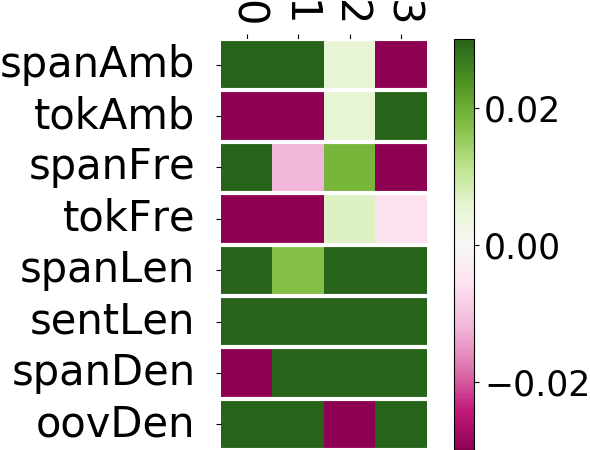 0 1 2 3
spanAmb
tokAmb
spanFre
tokFre
spanLen
sentLen
spanDen
oovDen
0.02
0.00
−0.02